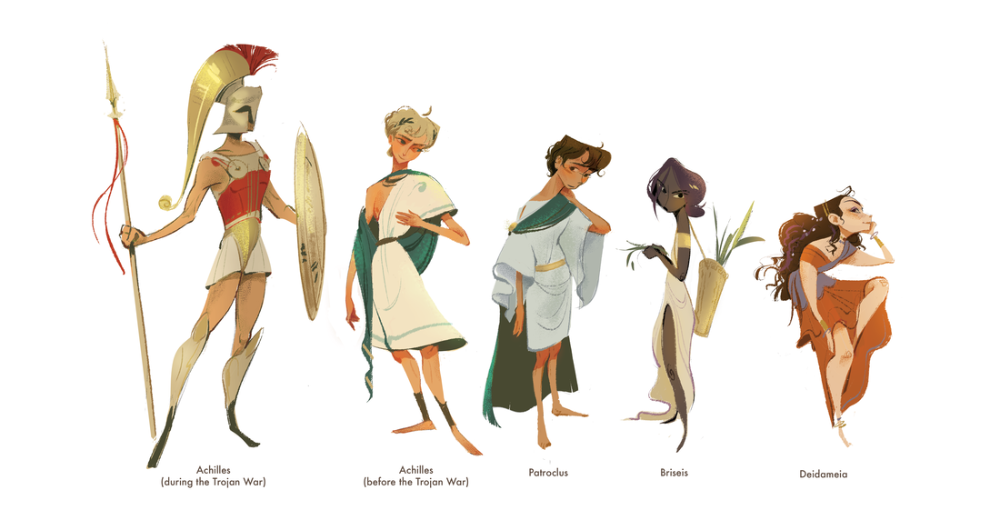 Achilles
(during the Trojan War)
Achilles
(before the Trojan War)
Patroclus
Briseis
Deidameia